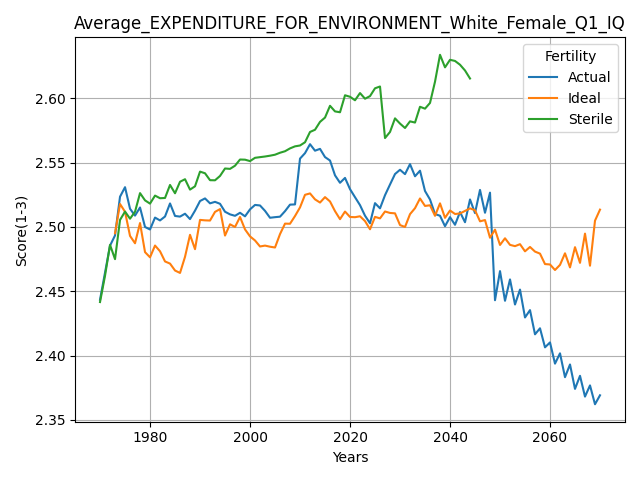 Average_EXPENDITURE_FOR_ENVIRONMENT_White_Female_Q1_IQ
Fertility
Actual
Ideal
Sterile
Score(1-3)
2.60
2.55
2.50
2.45
2.40
2.35
1980 2000 2020 2040 2060
Years